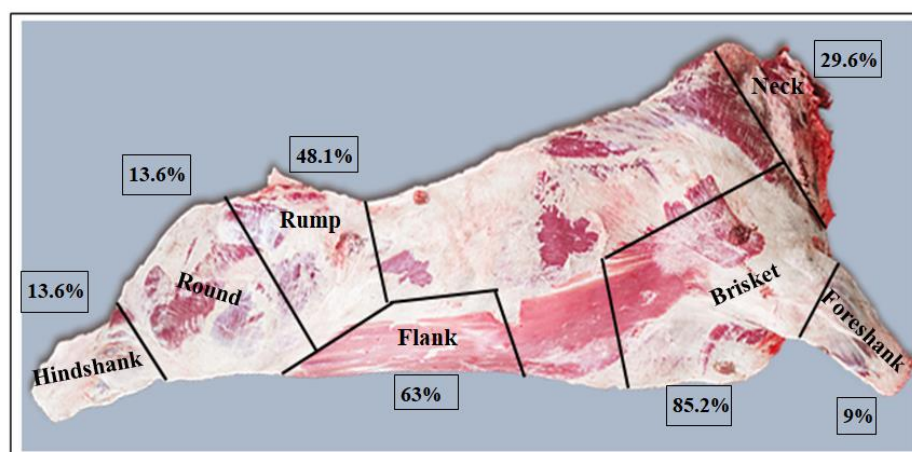 29.6%
Neck
48.1%
13.6%
Rump
Round
13.6%
Brisket
Foreshank
Flank
Hindshank
63%
85.2%
9%